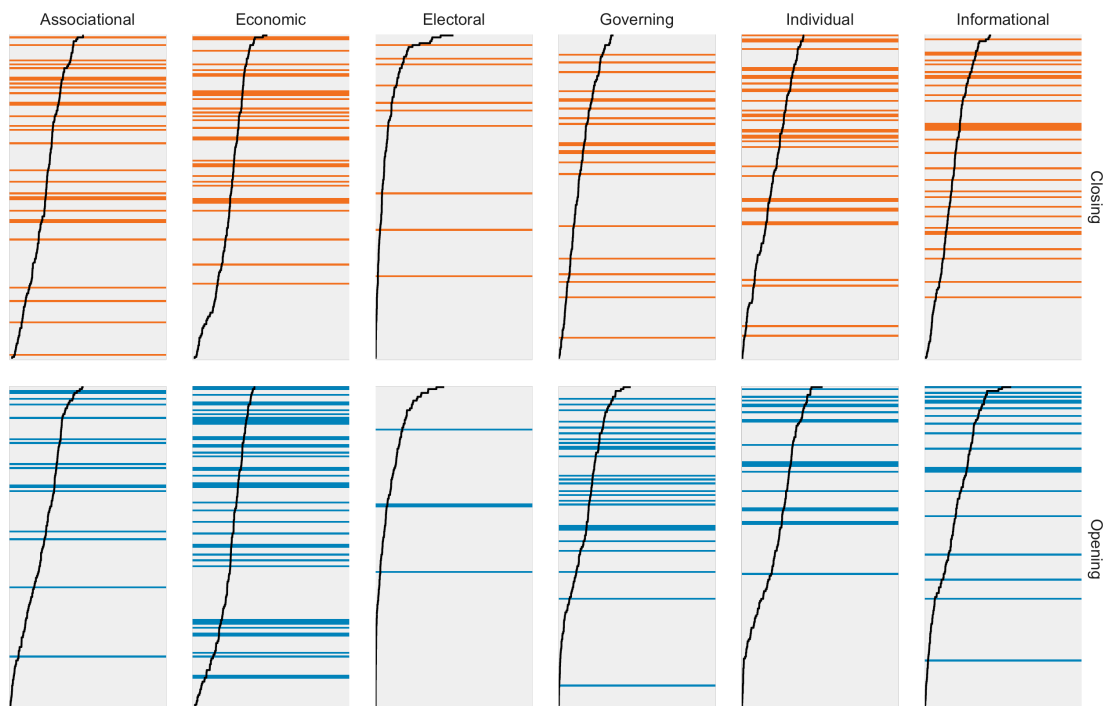 Associational
Economic
Electoral
Governing
Individual
Informational
Closing
Opening